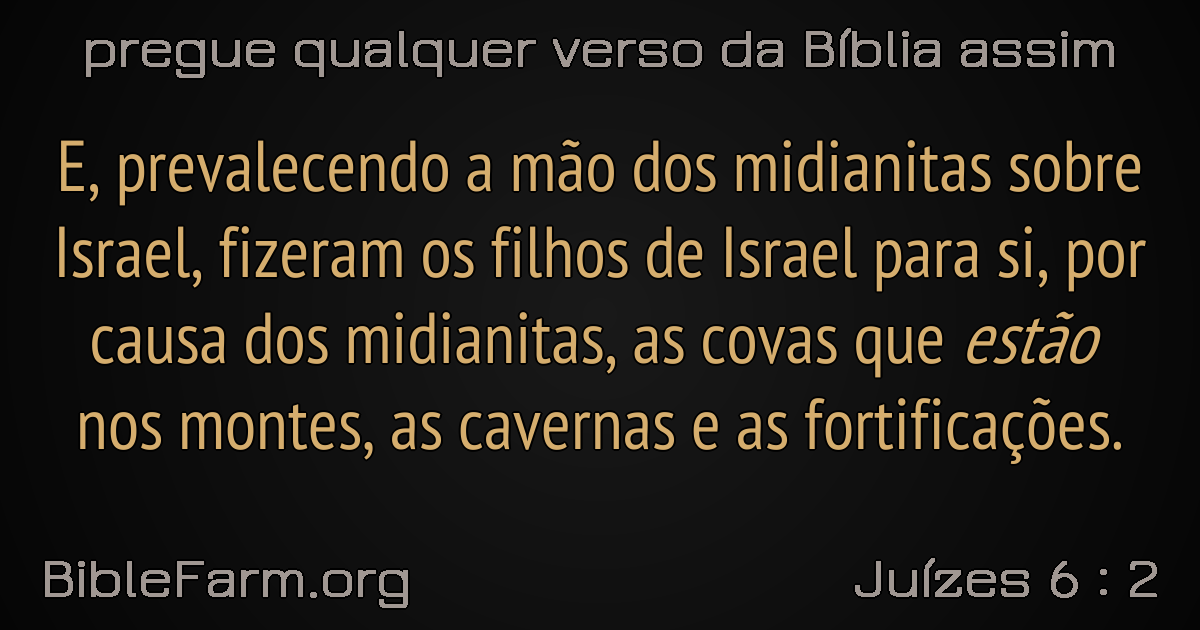 pregue qualquer verso da Bíblia assim
E, prevalecendo a mão dos midianitas sobre
Israel, fizeram os filhos de Israel para si, por
causa dos midianitas, as covas que estão
nos montes, as cavernas e as fortificações.
BibleFarm.org
Juízes 6 : 2